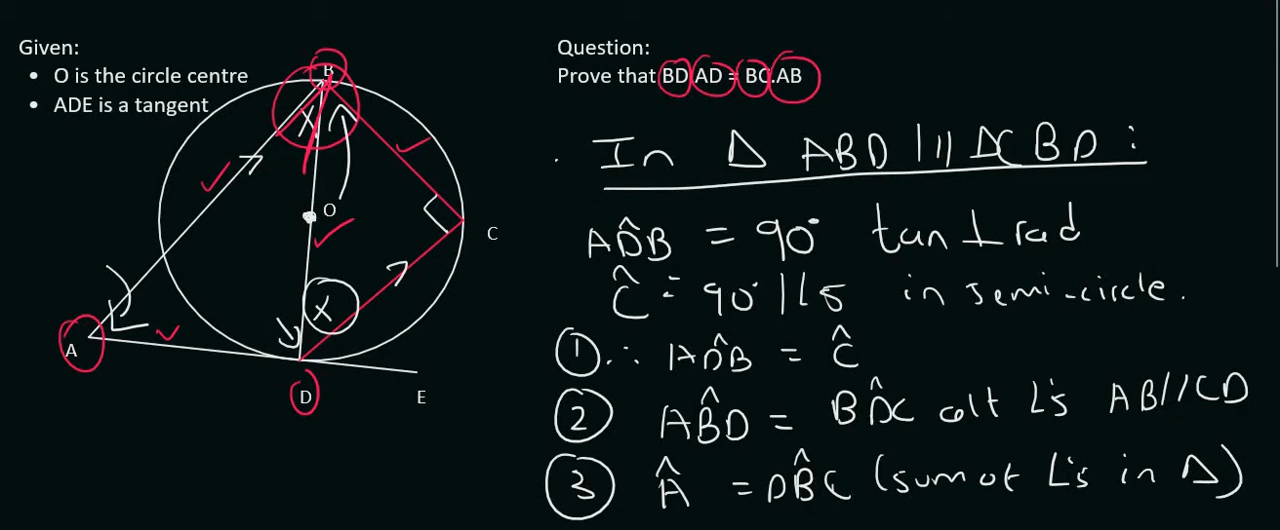 Given:
• O is the circle centre
• ADE is a tangent
Question:
Prove that BD.AD = BC.AB
B
X
O
C
X
A
D
E
In Δ ABD ||| ΔCBD :
AD̂B = 90° tan ⊥ rad
Ĉ = 90° | Ls in semi-circle.
① ∴ AD̂B = Ĉ
② AB̂D = BD̂C alt L's AB//CD
③ Â = DB̂C (sum of L's in Δ)